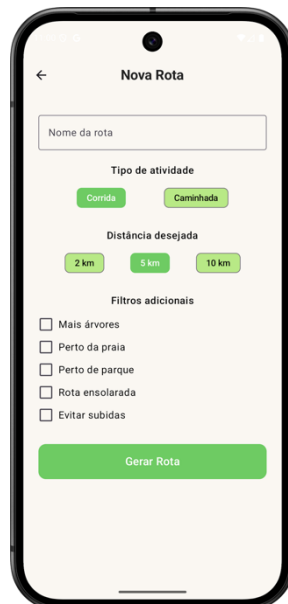 Nova Rota
Nome da rota
Tipo de atividade
Corrida Caminhada
Distância desejada
2 km 5 km 10 km
Filtros adicionais
Mais árvores
Perto da praia
Perto de parque
Rota ensolarada
Evitar subidas
Gerar Rota